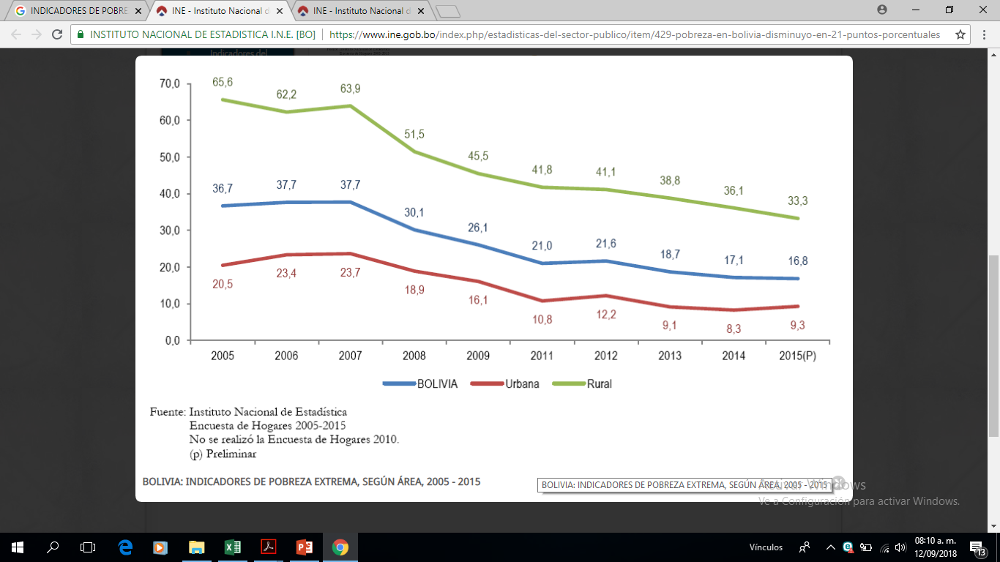 INDICADORES DE POBRE
INE - Instituto Nacional d
INE - Instituto Nacional d
INSTITUTO NACIONAL DE ESTADISTICA I.N.E. [BO]
https://www.ine.gob.bo/index.php/estadisticas-del-sector-publico/item/429-pobreza-en-bolivia-disminuyo-en-21-puntos-porcentuales
Indicadores del
70,0
60,0
50,0
40,0
30,0
20,0
10,0
0,0
65,6 62,2 63,9 51,5 45,5 41,8 41,1 38,8 36,1 33,3
36,7 37,7 37,7 30,1 26,1 21,0 21,6 18,7 17,1 16,8
20,5 23,4 23,7 18,9 16,1 10,8 12,2 9,1 8,3 9,3
2005 2006 2007 2008 2009 2011 2012 2013 2014 2015(P)
BOLIVIA Urbana Rural
Fuente: Instituto Nacional de Estadística
Encuesta de Hogares 2005-2015
No se realizó la Encuesta de Hogares 2010.
(p) Preliminar
BOLIVIA: INDICADORES DE POBREZA EXTREMA, SEGÚN ÁREA, 2005 - 2015
BOLIVIA: INDICADORES DE POBREZA EXTREMA, SEGÚN ÁREA, 2005 - 2015
Activar Windows
Ve a Configuración para activar Windows.
Vínculos
08:10 a. m.
12/09/2018
13